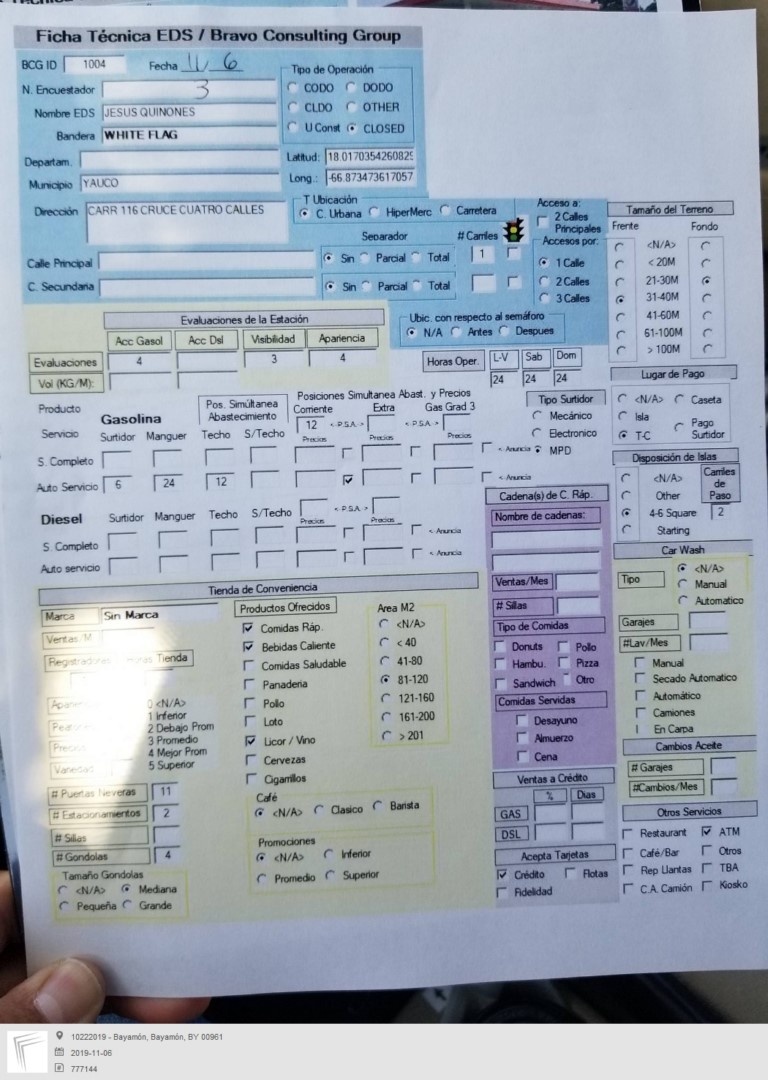 Ficha Técnica EDS / Bravo Consulting Group
BCG ID 1004 Fecha 11/6
N. Encuestador 3
Nombre EDS JESUS QUINONES
Bandera WHITE FLAG
Tipo de Operación
CODO DODO
CLDO OTHER
U Const CLOSED
Departam.
Municipio YAUCO
Latitud: 18.0170354260829
Long.: -66.873473617057
Dirección CARR 116 CRUCE CUATRO CALLES
T Ubicación
C. Urbana HiperMerc Carretera
Separador # Carriles
Calle Principal Sin Parcial Total 1
C. Secundaria Sin Parcial Total
Acceso a:
2 Calles Principales
Accesos por:
1 Calle
2 Calles
3 Calles
Tamaño del Terreno
Frente Fondo
<N/A>
< 20M
21-30M
31-40M
41-60M
61-100M
> 100M
Evaluaciones de la Estación
Acc Gasol Acc Dsl Visibilidad Apariencia
Evaluaciones 4 3 4
Vol (KG/M):
Ubic. con respecto al semáforo
N/A Antes Despues
Horas Oper. L-V Sab Dom
24 24 24
Lugar de Pago
<N/A> Caseta
Isla Pago Surtidor
T-C
Producto Gasolina Pos. Simúltanea Abastecimiento
Posiciones Simultanea Abast. y Precios
Corriente Extra Gas Grad 3
12 < P.S.A. > < P.S.A. >
Servicio Surtidor Manguer Techo S/Techo Precios Precios Precios
S. Completo < Anuncia
Auto Servicio 6 24 12 < Anuncia
Tipo Surtidor
Mecánico
Electronico
MPD
Disposición de Islas
<N/A>
Other
4-6 Square
Starting
Carriles de Paso
2
Diesel Surtidor Manguer Techo S/Techo < P.S.A. >
Precios Precios
S. Completo < Anuncia
Auto servicio < Anuncia
Cadena(s) de C. Ráp.
Nombre de cadenas:
Ventas/Mes
# Sillas
Tipo de Comidas
Donuts Pollo
Hambu. Pizza
Sandwich Otro
Comidas Servidas
Desayuno
Almuerzo
Cena
Car Wash
Tipo <N/A>
Manual
Automatico
Garajes
#Lav/Mes
Manual
Secado Automatico
Automático
Camiones
En Carpa
Tienda de Conveniencia
Marca Sin Marca
Ventas/M
Registradores Horas Tienda
0 <N/A>
1 Inferior
2 Debajo Prom
3 Promedio
4 Mejor Prom
5 Superior
# Puertas Neveras 11
# Estacionamientos 2
# Sillas
# Gondolas 4
Tamaño Gondolas
<N/A> Mediana
Pequeña Grande
Productos Ofrecidos
Comidas Ráp.
Bebidas Caliente
Comidas Saludable
Panaderia
Pollo
Loto
Licor / Vino
Cervezas
Cigarrillos
Area M2
<N/A>
< 40
41-80
81-120
121-160
161-200
> 201
Café
<N/A> Clasico Barista
Promociones
<N/A> Inferior
Promedio Superior
Ventas a Crédito
% Dias
GAS
DSL
Acepta Tarjetas
Crédito Flotas
Fidelidad
Cambios Aceite
# Garajes
#Cambios/Mes
Otros Servicios
Restaurant ATM
Café/Bar Otros
Rep Llantas TBA
C.A. Camión Kosko
10222019 - Bayamón, Bayamón, BY 00961
2019-11-06
777144